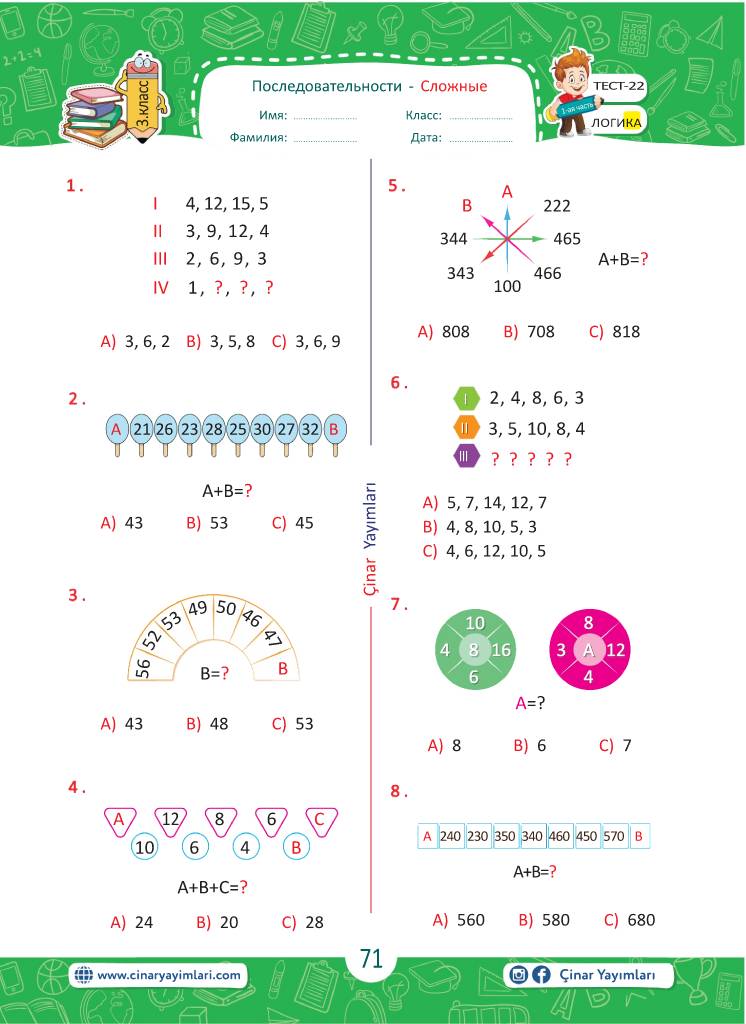 3.класс
Последовательности - Сложные
Имя: ........................
Класс: ........................
Фамилия: ........................
Дата: ........................
ТЕСТ-22
1-ая часть
ЛОГИКА
2+2=4
1.
I 4, 12, 15, 5
II 3, 9, 12, 4
III 2, 6, 9, 3
IV 1, ?, ?, ?
A) 3, 6, 2 B) 3, 5, 8 C) 3, 6, 9
2.
A 21 26 23 28 25 30 27 32 B
A+B=?
A) 43 B) 53 C) 45
3.
56 52 53 49 50 46 47 B
B=?
A) 43 B) 48 C) 53
4.
A 12 8 6 C
10 6 4 B
A+B+C=?
A) 24 B) 20 C) 28
Çinar Yayımları
5.
A
B 222
344 465
343 466
100
A+B=?
A) 808 B) 708 C) 818
6.
I 2, 4, 8, 6, 3
II 3, 5, 10, 8, 4
III ? ? ? ? ?
A) 5, 7, 14, 12, 7
B) 4, 8, 10, 5, 3
C) 4, 6, 12, 10, 5
7.
10 8
4 8 16 3 A 12
6 4
A=?
A) 8 B) 6 C) 7
8.
A 240 230 350 340 460 450 570 B
A+B=?
A) 560 B) 580 C) 680
www.cinaryayimlari.com
71
Çinar Yayımları